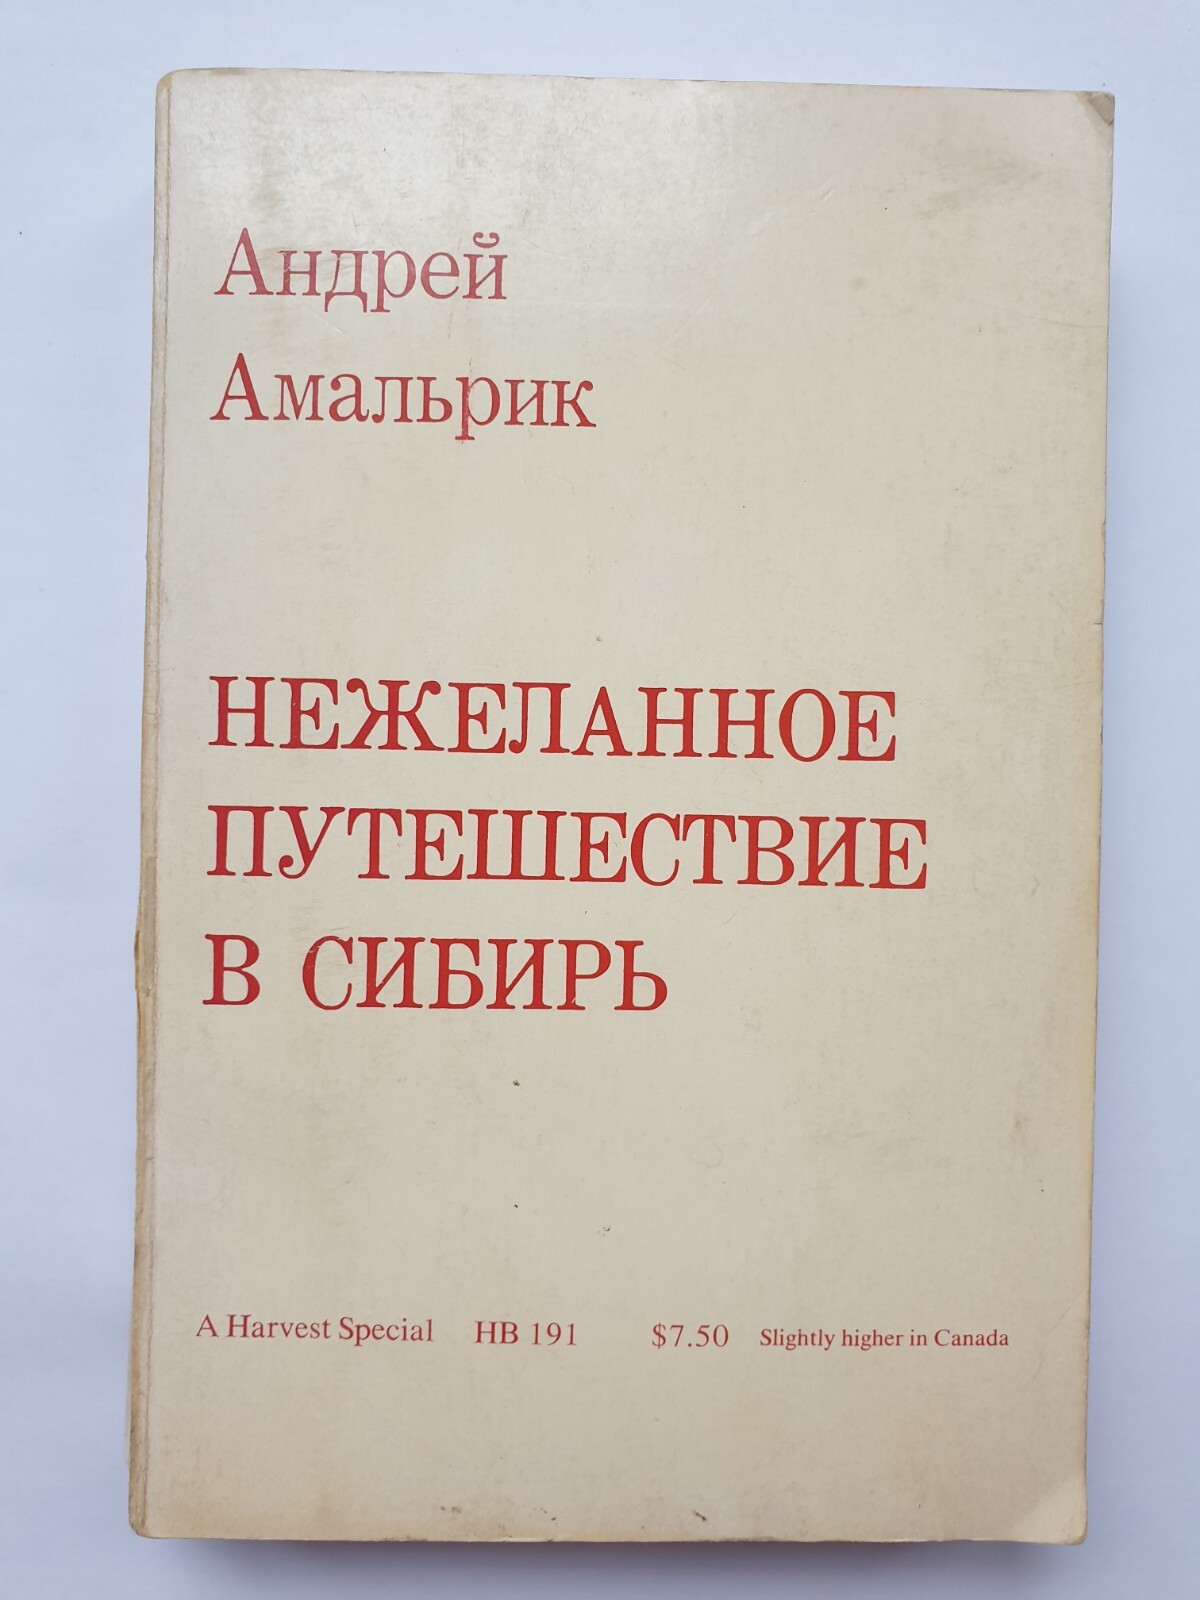 Андрей
Амальрик
НЕЖЕЛАННОЕ
ПУТЕШЕСТВИЕ
В СИБИРЬ
A Harvest Special HB 191 $7.50 Slightly higher in Canada